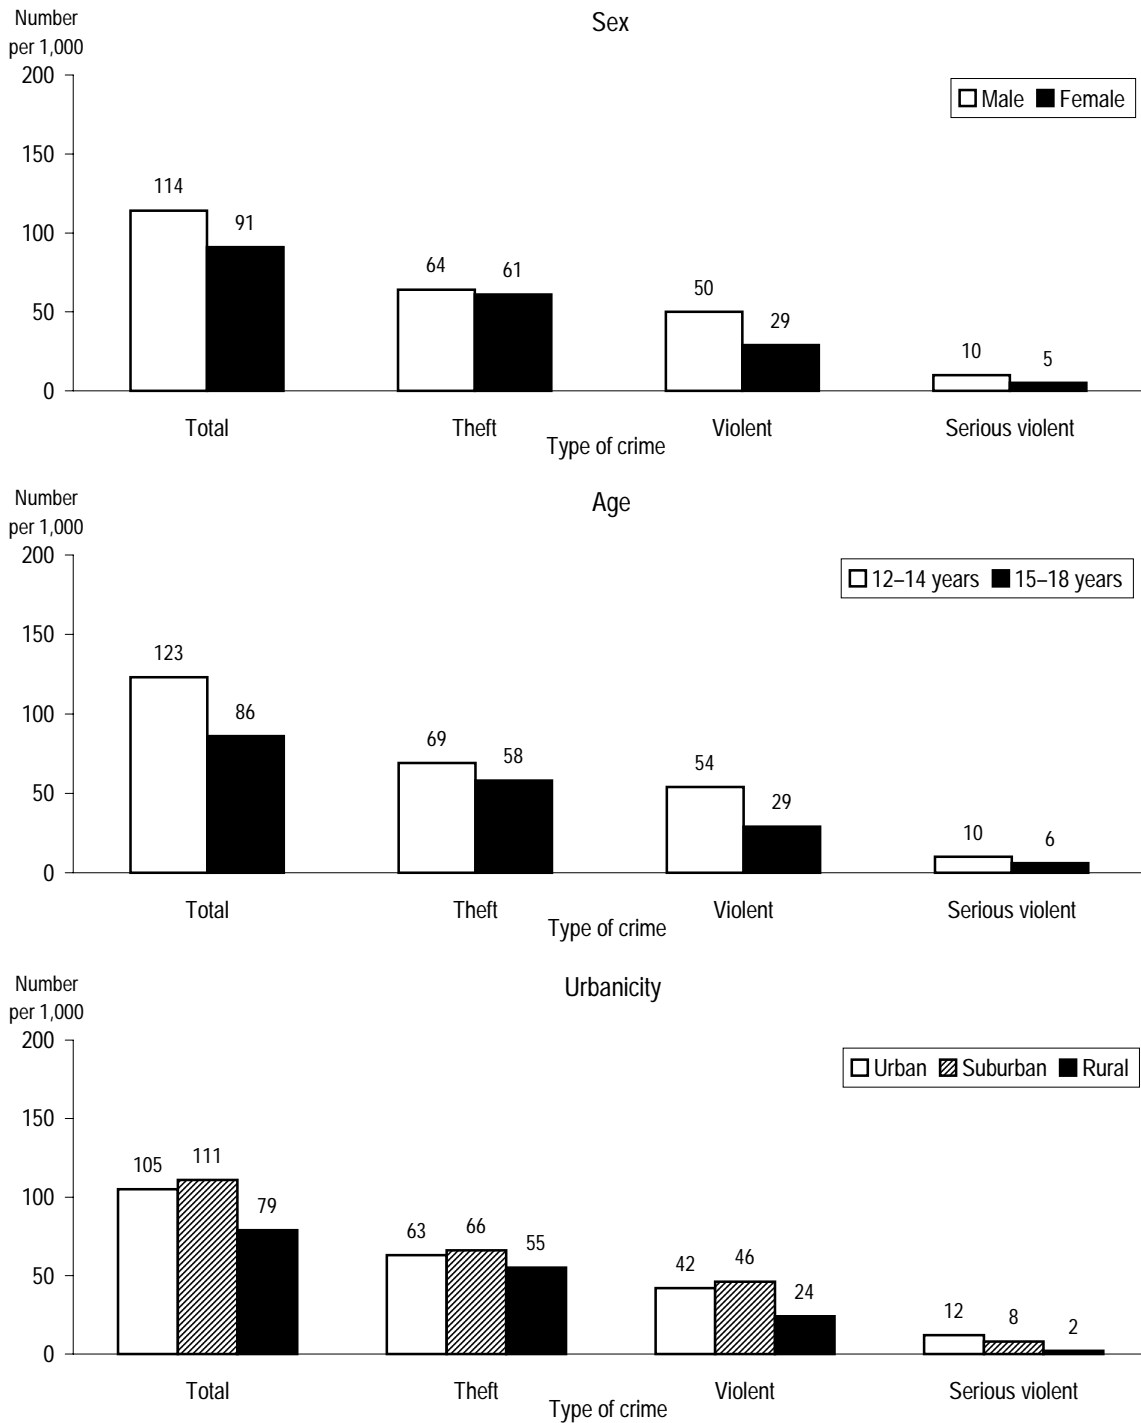 Number
per 1,000
Sex
200
Male Female
150
114
100
91
64
61
50
50
29
10
5
0
Total Theft Violent Serious violent
Type of crime
Number
per 1,000
Age
200
12–14 years 15–18 years
150
123
100
86
69
58
54
50
29
10
6
0
Total Theft Violent Serious violent
Type of crime
Number
per 1,000
Urbanicity
200
Urban Suburban Rural
150
105
111
100
79
63
66
55
50
42
46
24
12
8
2
0
Total Theft Violent Serious violent
Type of crime